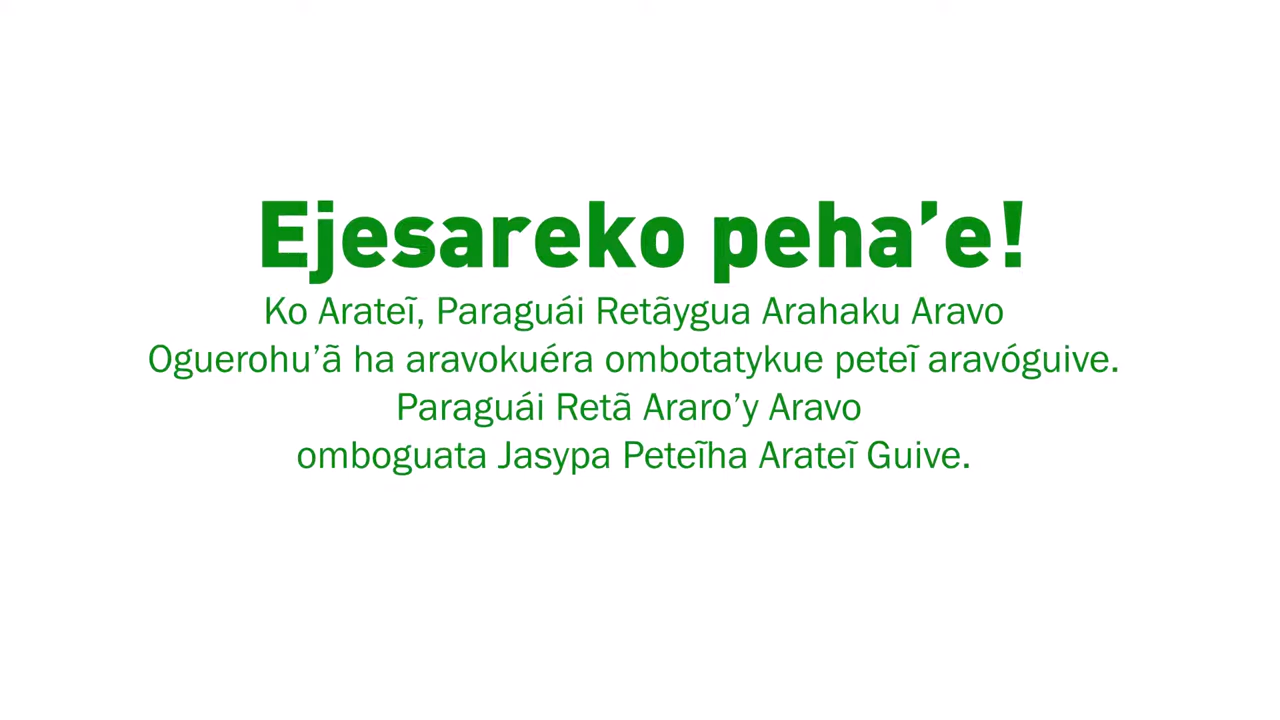 Ejesareko peha’e!
Ko Arateĩ, Paraguái Retãygua Arahaku Aravo
Oguerohu’ã ha aravokuéra ombotatykue peteĩ aravóguive.
Paraguái Retã Araro’y Aravo
omboguata Jasypa Peteĩha Arateĩ Guive.